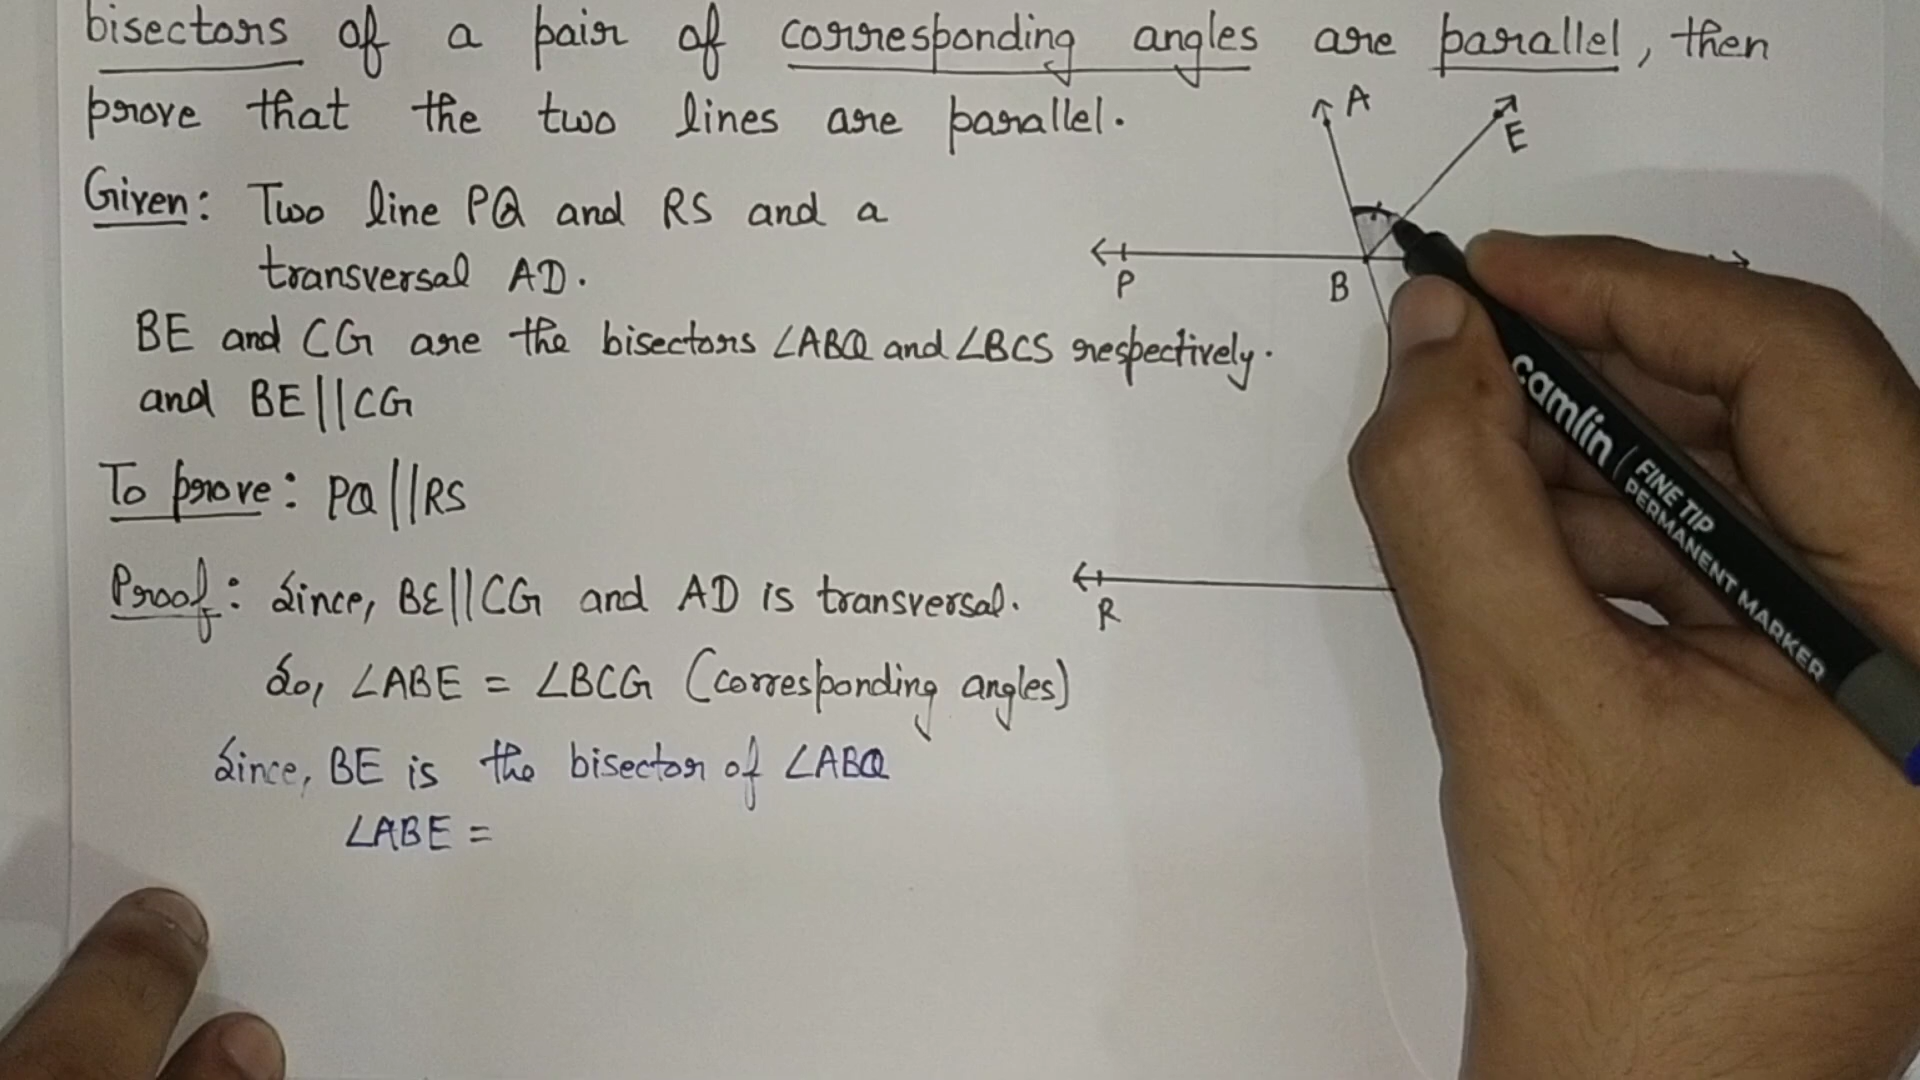 bisectors of a pair of corresponding angles are parallel, then
prove that the two lines are parallel.
Given: Two line PQ and RS and a
transversal AD.
BE and CG are the bisectors ∠ABQ and ∠BCS respectively.
and BE||CG
To prove: PQ||RS
Proof: Since, BE||CG and AD is transversal.
So, ∠ABE = ∠BCG (corresponding angles)
Since, BE is the bisector of ∠ABQ
∠ABE =
A
E
P
B
R
camlin
FINE TIP
PERMANENT MARKER